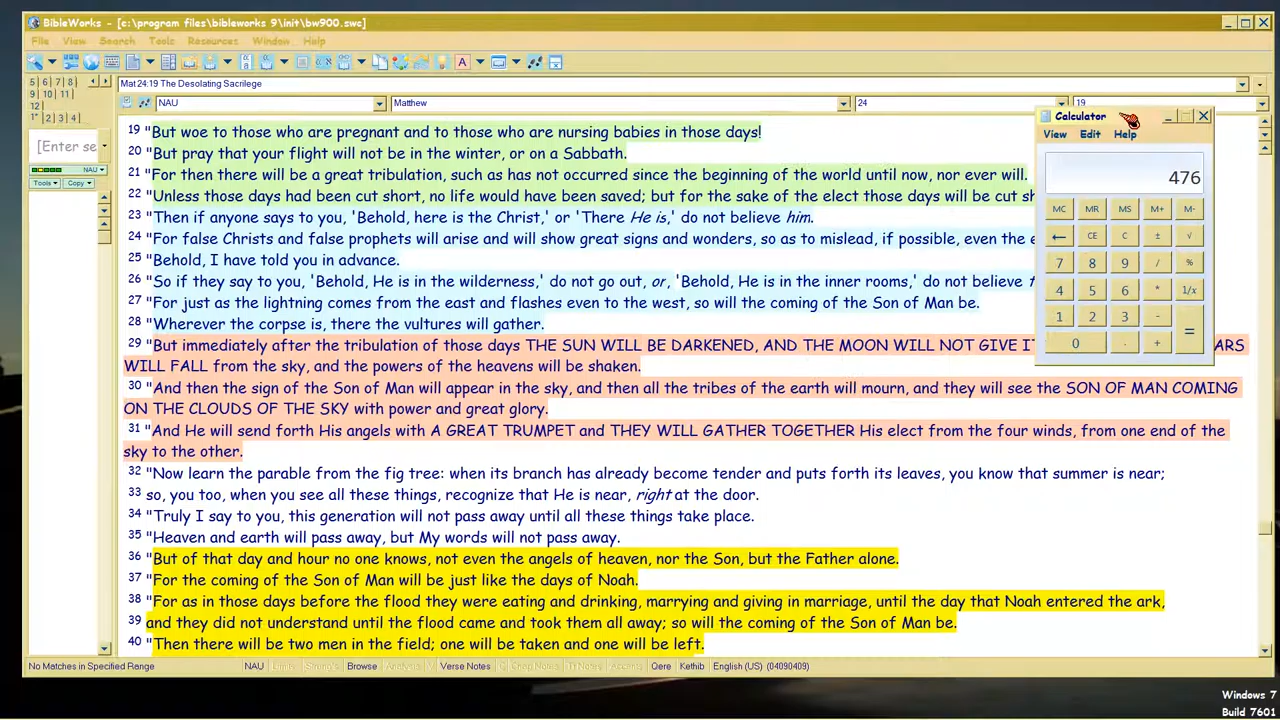 BibleWorks - [c:\program files\bibleworks 9\init\bw900.swc]
File View Search Tools Resources Window Help
5 | 6 | 7 | 8 |
9 | 10 | 11 |
12 |
1* | 2 | 3 | 4 |
Mat 24:19 The Desolating Sacrilege
NAU Matthew 24 19
[Enter se
NAU
Tools Copy
19 "But woe to those who are pregnant and to those who are nursing babies in those days!
20 "But pray that your flight will not be in the winter, or on a Sabbath.
21 "For then there will be a great tribulation, such as has not occurred since the beginning of the world until now, nor ever will.
22 "Unless those days had been cut short, no life would have been saved; but for the sake of the elect those days will be cut sh
23 "Then if anyone says to you, 'Behold, here is the Christ,' or 'There He is,' do not believe him.
24 "For false Christs and false prophets will arise and will show great signs and wonders, so as to mislead, if possible, even the e
25 "Behold, I have told you in advance.
26 "So if they say to you, 'Behold, He is in the wilderness,' do not go out, or, 'Behold, He is in the inner rooms,' do not believe
27 "For just as the lightning comes from the east and flashes even to the west, so will the coming of the Son of Man be.
28 "Wherever the corpse is, there the vultures will gather.
29 "But immediately after the tribulation of those days THE SUN WILL BE DARKENED, AND THE MOON WILL NOT GIVE IT ARS
WILL FALL from the sky, and the powers of the heavens will be shaken.
30 "And then the sign of the Son of Man will appear in the sky, and then all the tribes of the earth will mourn, and they will see the SON OF MAN COMING
ON THE CLOUDS OF THE SKY with power and great glory.
31 "And He will send forth His angels with A GREAT TRUMPET and THEY WILL GATHER TOGETHER His elect from the four winds, from one end of the
sky to the other.
32 "Now learn the parable from the fig tree: when its branch has already become tender and puts forth its leaves, you know that summer is near;
33 so, you too, when you see all these things, recognize that He is near, right at the door.
34 "Truly I say to you, this generation will not pass away until all these things take place.
35 "Heaven and earth will pass away, but My words will not pass away.
36 "But of that day and hour no one knows, not even the angels of heaven, nor the Son, but the Father alone.
37 "For the coming of the Son of Man will be just like the days of Noah.
38 "For as in those days before the flood they were eating and drinking, marrying and giving in marriage, until the day that Noah entered the ark,
39 and they did not understand until the flood came and took them all away; so will the coming of the Son of Man be.
40 "Then there will be two men in the field; one will be taken and one will be left.
Calculator
View Edit Help
476
MC MR MS M+ M-
← CE C ± √
7 8 9 / %
4 5 6 * 1/x
1 2 3 - =
0 . +
No Matches in Specified Range NAU Limits Strong's Browse Analysis V Verse Notes C Chap Notes TI Notes Accents Qere Kethib English (US) (04090409)
Windows 7
Build 7601